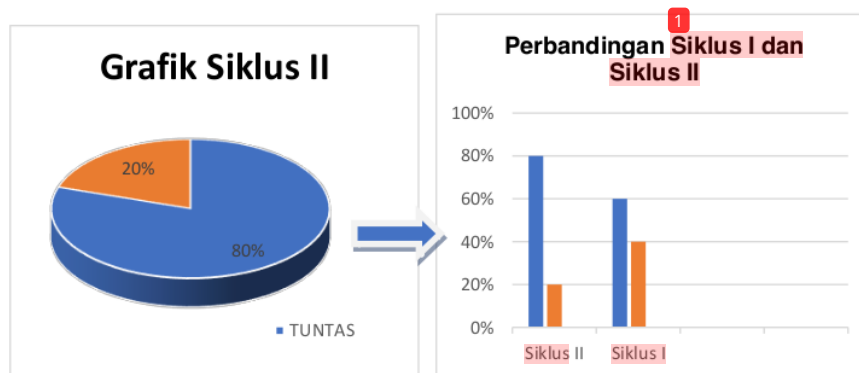 Grafik Siklus II
20%
80%
TUNTAS
1
Perbandingan Siklus I dan
Siklus II
100%
80%
60%
40%
20%
0%
Siklus II
Siklus I